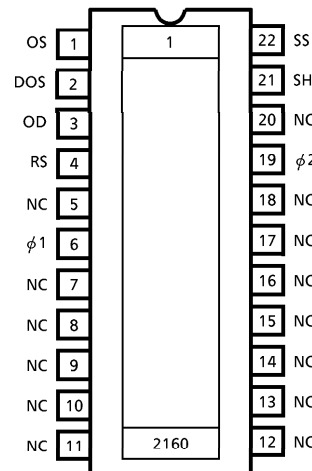 OS 1 1 22 SS
DOS 2 21 SH
OD 3 20 NC
RS 4 19 ϕ2
NC 5 18 NC
ϕ1 6 17 NC
NC 7 16 NC
NC 8 15 NC
NC 9 14 NC
NC 10 13 NC
NC 11 2160 12 NC